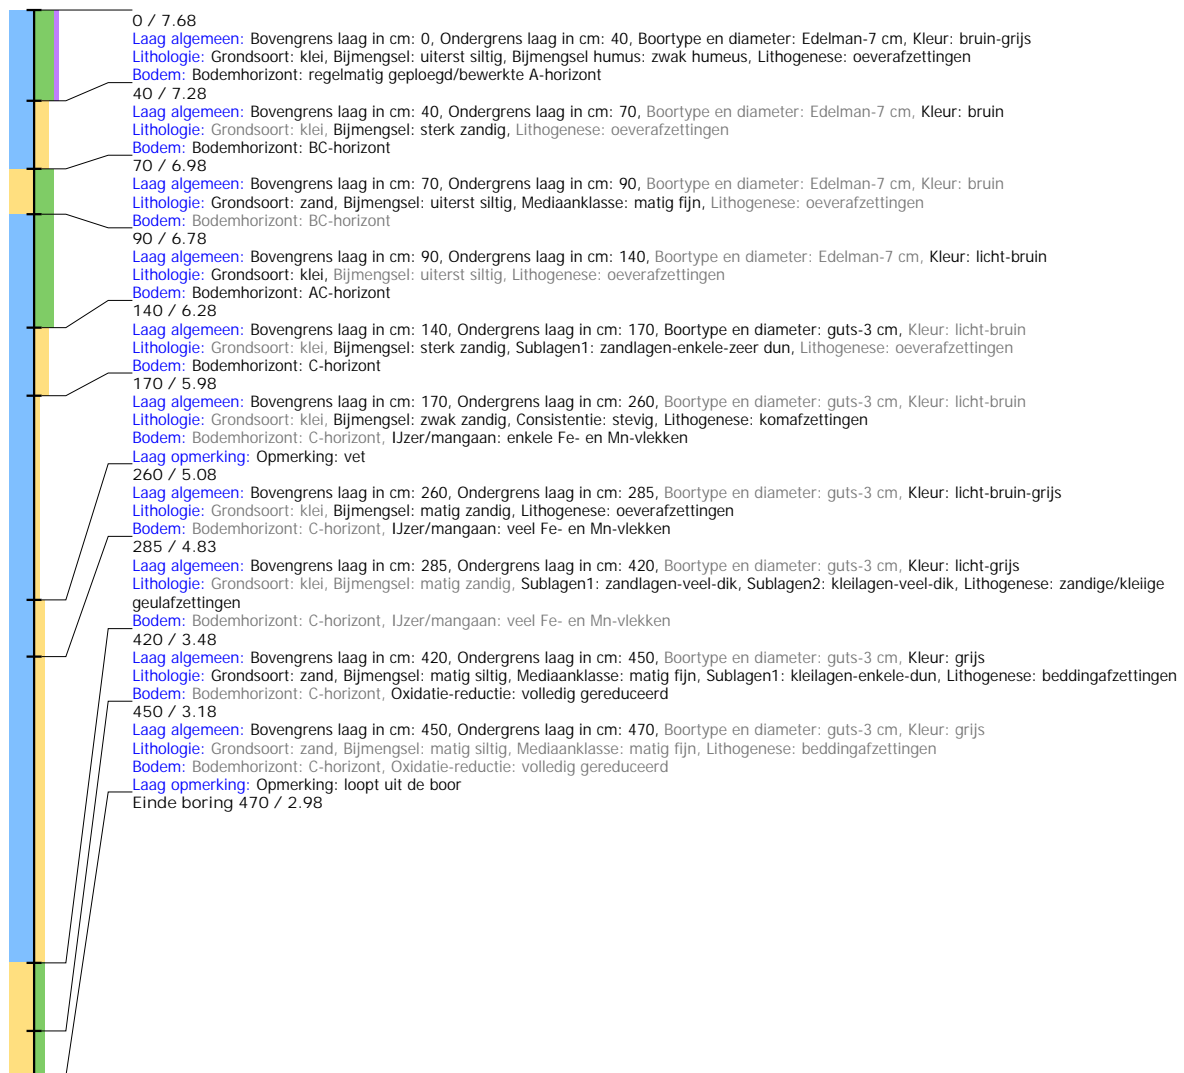 0 / 7.68
Laag algemeen: Bovengrens laag in cm: 0, Ondergrens laag in cm: 40, Boortype en diameter: Edelman-7 cm, Kleur: bruin-grijs
Lithologie: Grondsoort: klei, Bijmengsel: uiterst siltig, Bijmengsel humus: zwak humeus, Lithogenese: oeverafzettingen
Bodem: Bodemhorizont: regelmatig geploegd/bewerkte A-horizont
40 / 7.28
Laag algemeen: Bovengrens laag in cm: 40, Ondergrens laag in cm: 70, Boortype en diameter: Edelman-7 cm, Kleur: bruin
Lithologie: Grondsoort: klei, Bijmengsel: sterk zandig, Lithogenese: oeverafzettingen
Bodem: Bodemhorizont: BC-horizont
70 / 6.98
Laag algemeen: Bovengrens laag in cm: 70, Ondergrens laag in cm: 90, Boortype en diameter: Edelman-7 cm, Kleur: bruin
Lithologie: Grondsoort: zand, Bijmengsel: uiterst siltig, Mediaanklasse: matig fijn, Lithogenese: oeverafzettingen
Bodem: Bodemhorizont: BC-horizont
90 / 6.78
Laag algemeen: Bovengrens laag in cm: 90, Ondergrens laag in cm: 140, Boortype en diameter: Edelman-7 cm, Kleur: licht-bruin
Lithologie: Grondsoort: klei, Bijmengsel: uiterst siltig, Lithogenese: oeverafzettingen
Bodem: Bodemhorizont: AC-horizont
140 / 6.28
Laag algemeen: Bovengrens laag in cm: 140, Ondergrens laag in cm: 170, Boortype en diameter: guts-3 cm, Kleur: licht-bruin
Lithologie: Grondsoort: klei, Bijmengsel: sterk zandig, Sublagen1: zandlagen-enkele-zeer dun, Lithogenese: oeverafzettingen
Bodem: Bodemhorizont: C-horizont
170 / 5.98
Laag algemeen: Bovengrens laag in cm: 170, Ondergrens laag in cm: 260, Boortype en diameter: guts-3 cm, Kleur: licht-bruin
Lithologie: Grondsoort: klei, Bijmengsel: zwak zandig, Consistentie: stevig, Lithogenese: komafzettingen
Bodem: Bodemhorizont: C-horizont, IJzer/mangaan: enkele Fe- en Mn-vlekken
Laag opmerking: Opmerking: vet
260 / 5.08
Laag algemeen: Bovengrens laag in cm: 260, Ondergrens laag in cm: 285, Boortype en diameter: guts-3 cm, Kleur: licht-bruin-grijs
Lithologie: Grondsoort: klei, Bijmengsel: matig zandig, Lithogenese: oeverafzettingen
Bodem: Bodemhorizont: C-horizont, IJzer/mangaan: veel Fe- en Mn-vlekken
285 / 4.83
Laag algemeen: Bovengrens laag in cm: 285, Ondergrens laag in cm: 420, Boortype en diameter: guts-3 cm, Kleur: licht-grijs
Lithologie: Grondsoort: klei, Bijmengsel: matig zandig, Sublagen1: zandlagen-veel-dik, Sublagen2: kleilagen-veel-dik, Lithogenese: zandige/kleiige
geulafzettingen
Bodem: Bodemhorizont: C-horizont, IJzer/mangaan: veel Fe- en Mn-vlekken
420 / 3.48
Laag algemeen: Bovengrens laag in cm: 420, Ondergrens laag in cm: 450, Boortype en diameter: guts-3 cm, Kleur: grijs
Lithologie: Grondsoort: zand, Bijmengsel: matig siltig, Mediaanklasse: matig fijn, Sublagen1: kleilagen-enkele-dun, Lithogenese: beddingafzettingen
Bodem: Bodemhorizont: C-horizont, Oxidatie-reductie: volledig gereduceerd
450 / 3.18
Laag algemeen: Bovengrens laag in cm: 450, Ondergrens laag in cm: 470, Boortype en diameter: guts-3 cm, Kleur: grijs
Lithologie: Grondsoort: zand, Bijmengsel: matig siltig, Mediaanklasse: matig fijn, Lithogenese: beddingafzettingen
Bodem: Bodemhorizont: C-horizont, Oxidatie-reductie: volledig gereduceerd
Laag opmerking: Opmerking: loopt uit de boor
Einde boring 470 / 2.98